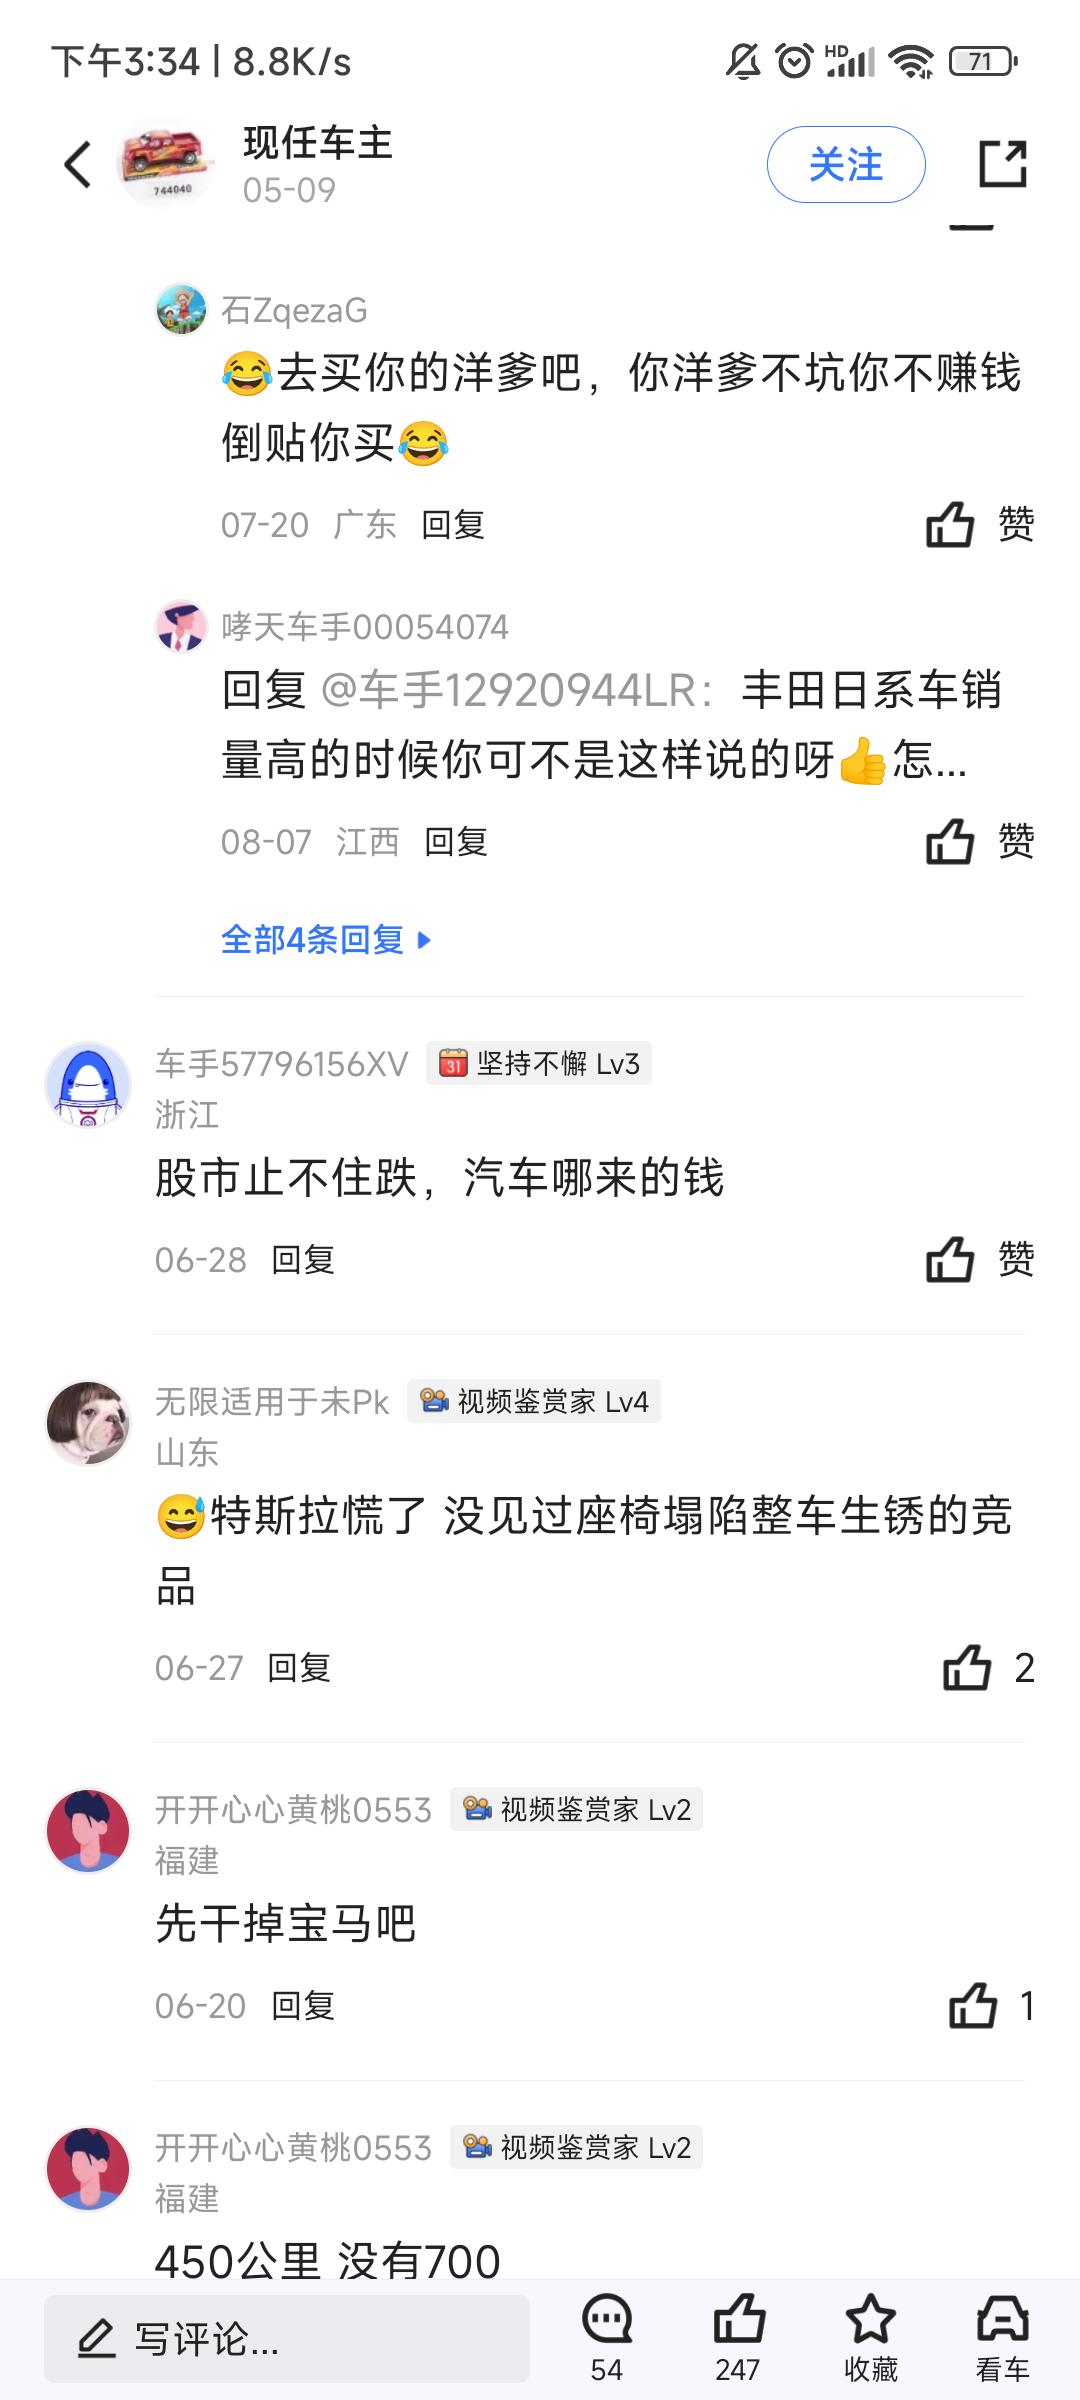 下午3:34 | 8.8K/s
HD
71
现任车主
关注
05-09
744040
石ZqezaG
😂去买你的洋爹吧，你洋爹不坑你不赚钱
倒贴你买😂
07-20 广东 回复
赞
哮天车手00054074
回复 @车手12920944LR：丰田日系车销
量高的时候你可不是这样说的呀👍怎...
08-07 江西 回复
赞
全部4条回复
车手57796156XV
31 坚持不懈 Lv3
浙江
股市止不住跌，汽车哪来的钱
06-28 回复
赞
无限适用于未Pk
视频鉴赏家 Lv4
山东
😅特斯拉慌了 没见过座椅塌陷整车生锈的竞
品
06-27 回复
2
开开心心黄桃0553
视频鉴赏家 Lv2
福建
先干掉宝马吧
06-20 回复
1
开开心心黄桃0553
视频鉴赏家 Lv2
福建
450公里 没有700
写评论...
54
247
收藏
看车